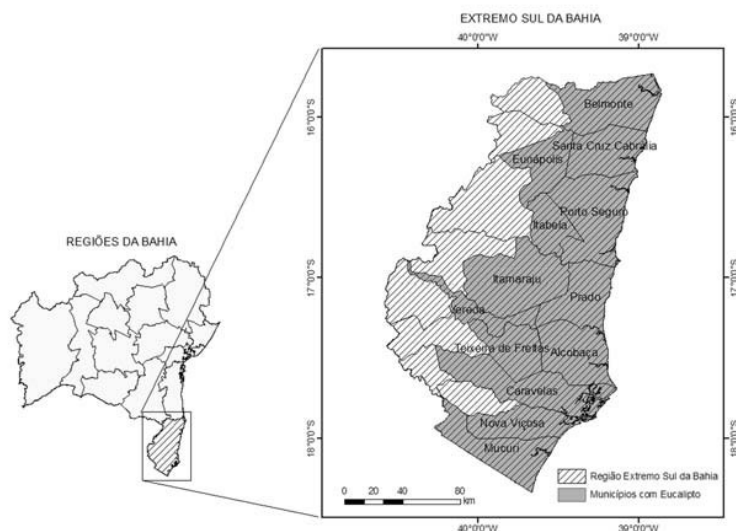 EXTREMO SUL DA BAHIA
40°0'0"W
39°0'0"W
16°0'0"S
16°0'0"S
Belmonte
Santa Cruz Cabrália
Eunápolis
Porto Seguro
Itabela
REGIÕES DA BAHIA
17°0'0"S
17°0'0"S
Itamaraju
Prado
Vereda
Teixeira de Freitas
Alcobaça
Caravelas
Nova Viçosa
18°0'0"S
18°0'0"S
Mucuri
Região Extremo Sul da Bahia
Municípios com Eucalipto
0 20 40 80
km
40°0'0"W
39°0'0"W